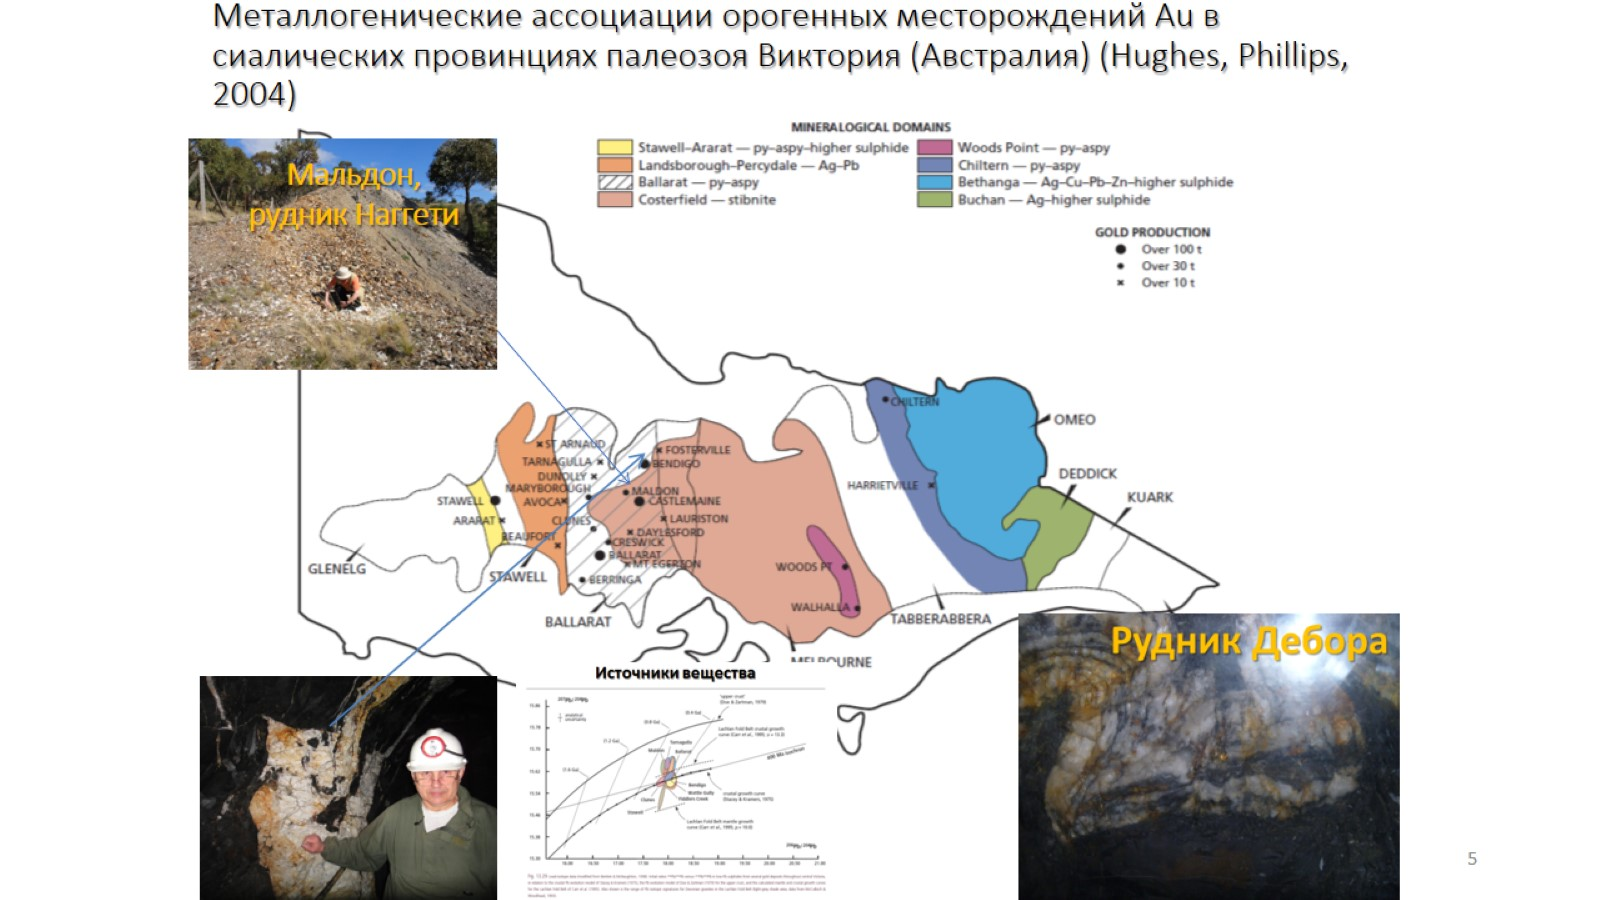 Металлогенические ассоциации орогенных месторождений Au в
сиалических провинциях палеозоя Виктория (Австралия) (Hughes, Phillips,
2004)
MINERALOGICAL DOMAINS
Stawell–Ararat — py–aspy–higher sulphide
Landsborough–Percydale — Ag–Pb
Ballarat — py–aspy
Costerfield — stibnite
Woods Point — py–aspy
Chiltern — py–aspy
Bethanga — Ag–Cu–Pb–Zn–higher sulphide
Buchan — Ag–higher sulphide
GOLD PRODUCTION
Over 100 t
Over 30 t
Over 10 t
Мальдон,
рудник Наггети
CHILTERN
OMEO
ST ARNAUD
FOSTERVILLE
TARNAGULLA
BENDIGO
DUNOLLY
DEDDICK
MARYBOROUGH
MALDON
HARRIETVILLE
KUARK
STAWELL
AVOCA
CASTLEMAINE
ARARAT
CLUNES
LAURISTON
BEAUFORT
DAYLESFORD
CRESWICK
BALLARAT
MT EGERTON
GLENELG
STAWELL
BERRINGA
WOODS PT
WALHALLA
BALLARAT
TABBERABBERA
MELBOURNE
Рудник Дебора
Источники вещества
5